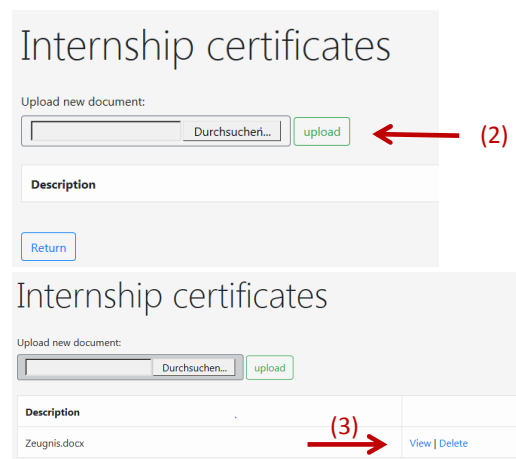 Internship certificates
Upload new document:
Durchsuchen... upload
(2)
Description
Return
Internship certificates
Upload new document:
Durchsuchen... upload
Description
(3)
Zeugnis.docx View | Delete